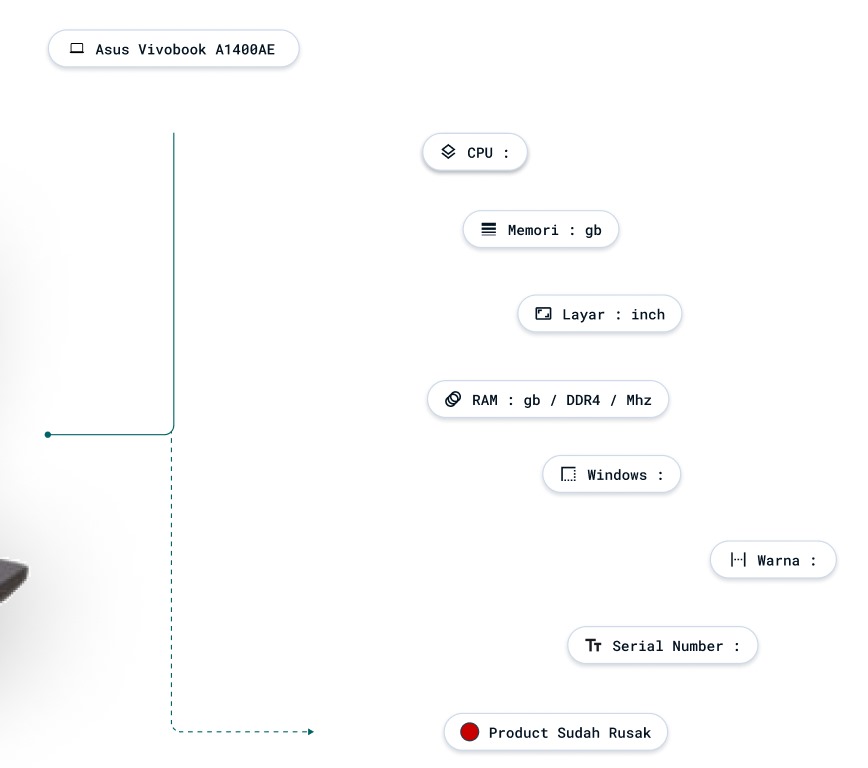 Asus Vivobook A1400AE
CPU :
Memori : gb
Layar : inch
RAM : gb / DDR4 / Mhz
Windows :
Warna :
Serial Number :
Product Sudah Rusak